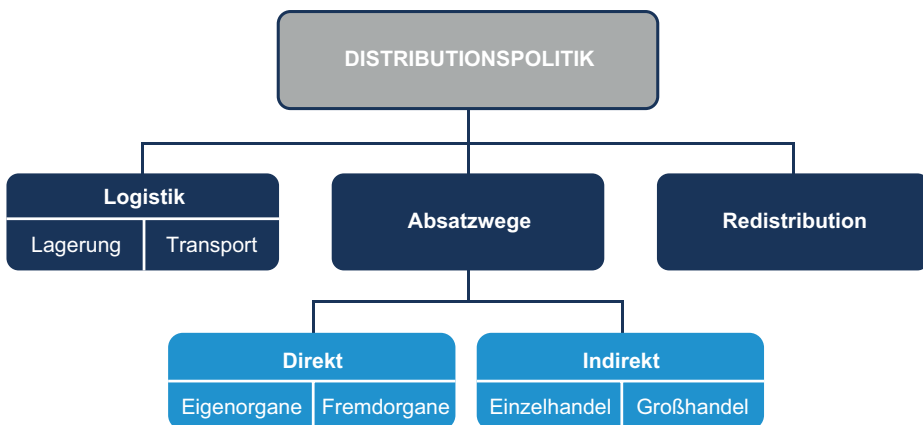 DISTRIBUTIONSPOLITIK
Logistik
Lagerung Transport
Absatzwege
Redistribution
Direkt
Eigenorgane Fremdorgane
Indirekt
Einzelhandel Großhandel